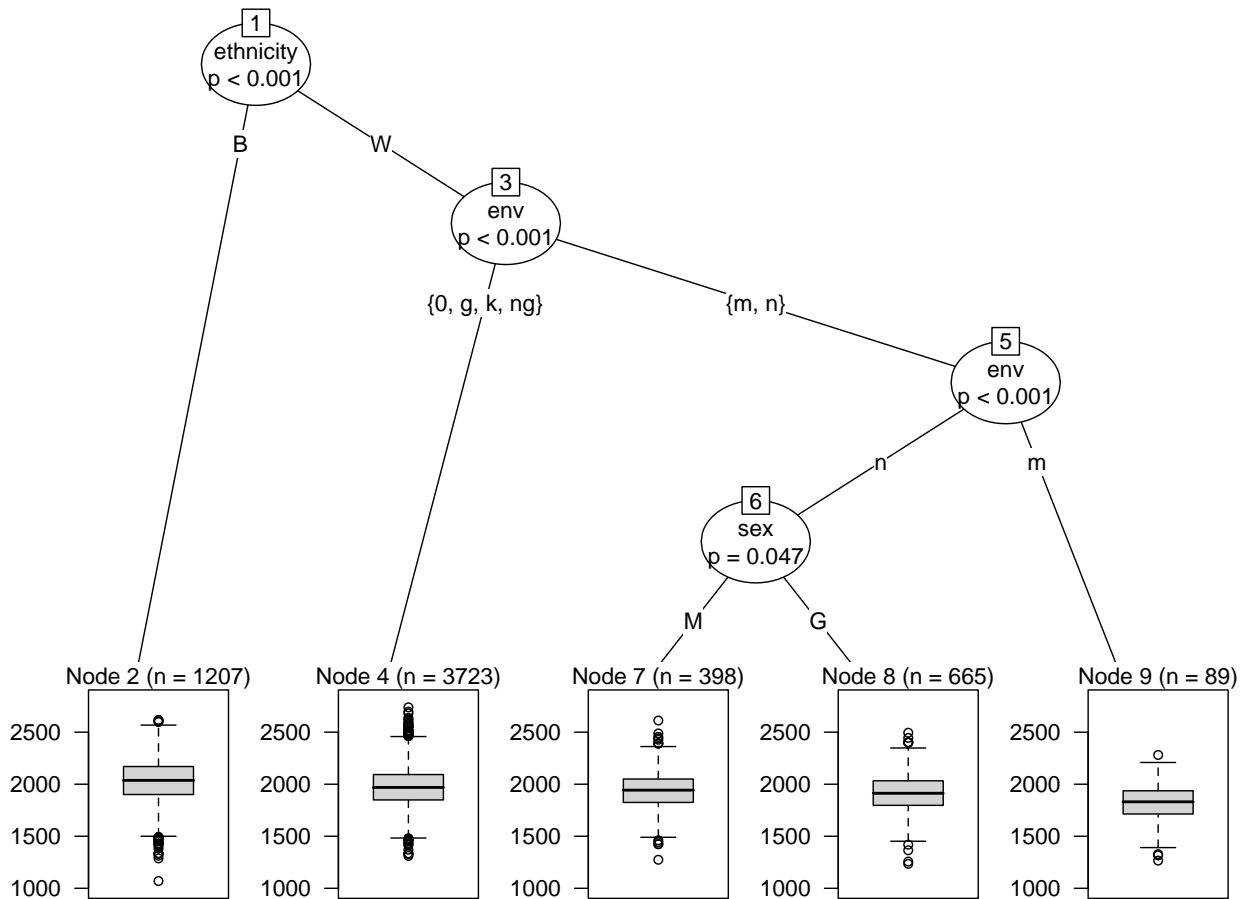 1
ethnicity
p < 0.001
B
W
3
env
p < 0.001
{0, g, k, ng}
{m, n}
5
env
p < 0.001
n
m
6
sex
p = 0.047
M
G
Node 2 (n = 1207)
1000
1500
2000
2500
Node 4 (n = 3723)
1000
1500
2000
2500
Node 7 (n = 398)
1000
1500
2000
2500
Node 8 (n = 665)
1000
1500
2000
2500
Node 9 (n = 89)
1000
1500
2000
2500